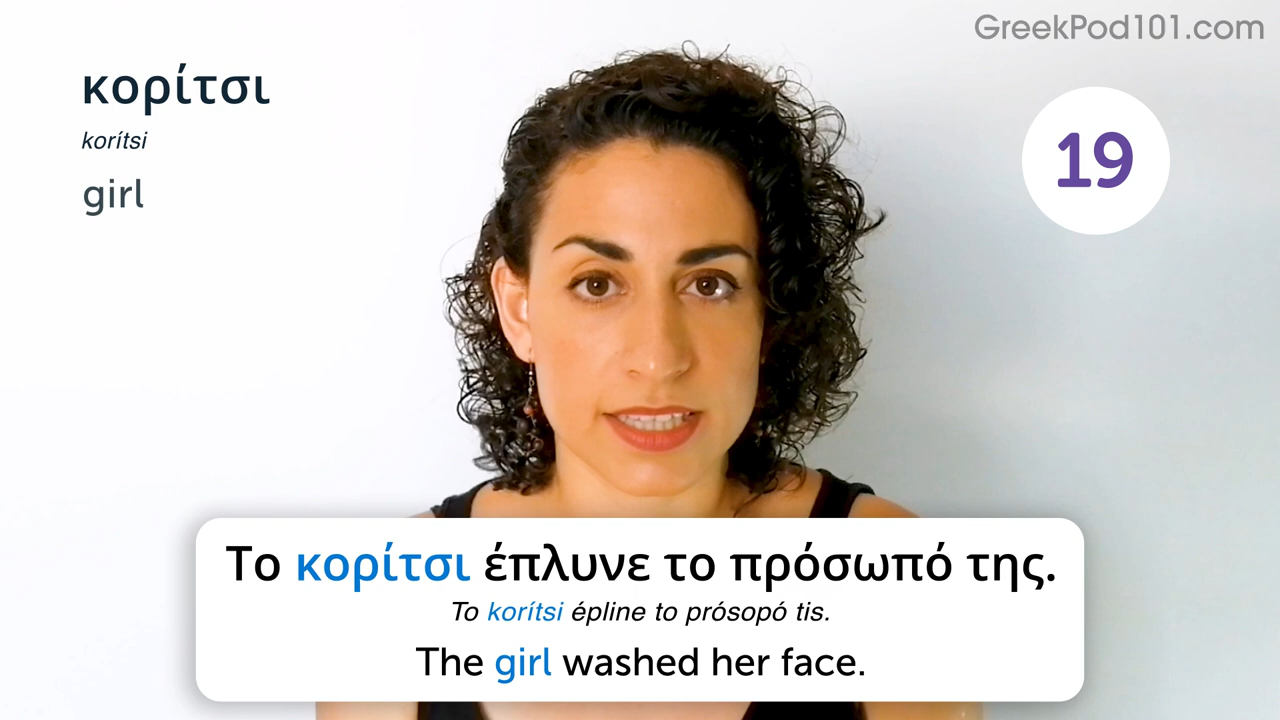 GreekPod101.com
κορίτσι
korítsi
girl
19
Το κορίτσι έπλυνε το πρόσωπό της.
To korítsi épline to prósopó tis.
The girl washed her face.